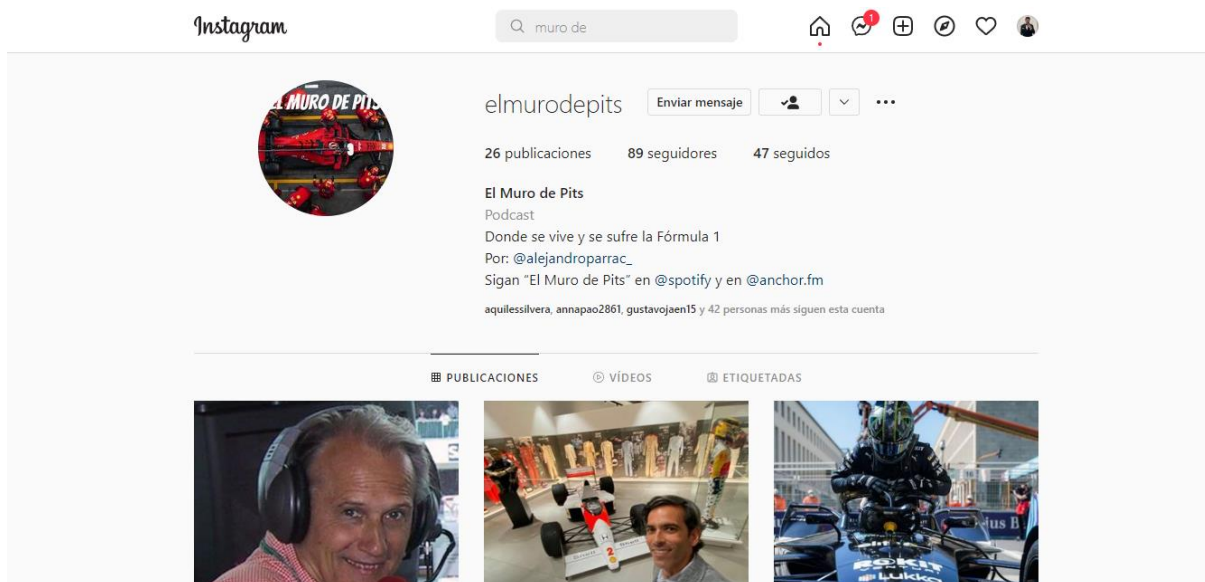 Instagram
muro de
1
EL MURO DE PITS
elmurodepits Enviar mensaje
26 publicaciones 89 seguidores 47 seguidos
El Muro de Pits
Podcast
Donde se vive y se sufre la Fórmula 1
Por: @alejandroparrac_
Sigan "El Muro de Pits" en @spotify y en @anchor.fm
aquilessilvera, annapao2861, gustavojaen15 y 42 personas más siguen esta cuenta
PUBLICACIONES VÍDEOS ETIQUETADAS
2
ROKiT